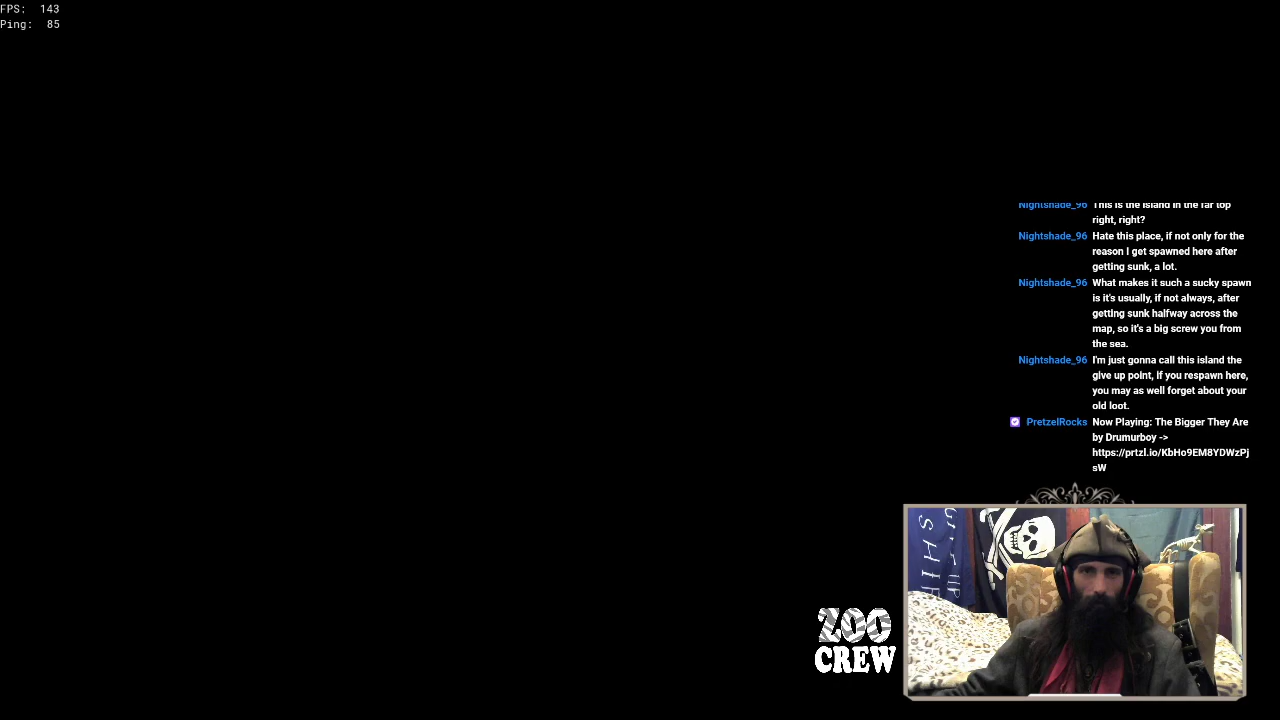 FPS: 143
Ping: 85
Nightshade_96 This is the island in the far top
right, right?
Nightshade_96 Hate this place, if not only for the
reason I get spawned here after
getting sunk, a lot.
Nightshade_96 What makes it such a sucky spawn
is it's usually, if not always, after
getting sunk halfway across the
map, so it's a big screw you from
the sea.
Nightshade_96 I'm just gonna call this island the
give up point, if you respawn here,
you may as well forget about your
old loot.
PretzelRocks Now Playing: The Bigger They Are
by Drumurboy ->
https://prtzl.io/KbHo9EM8YDWzPj
sW
ZOO
CREW